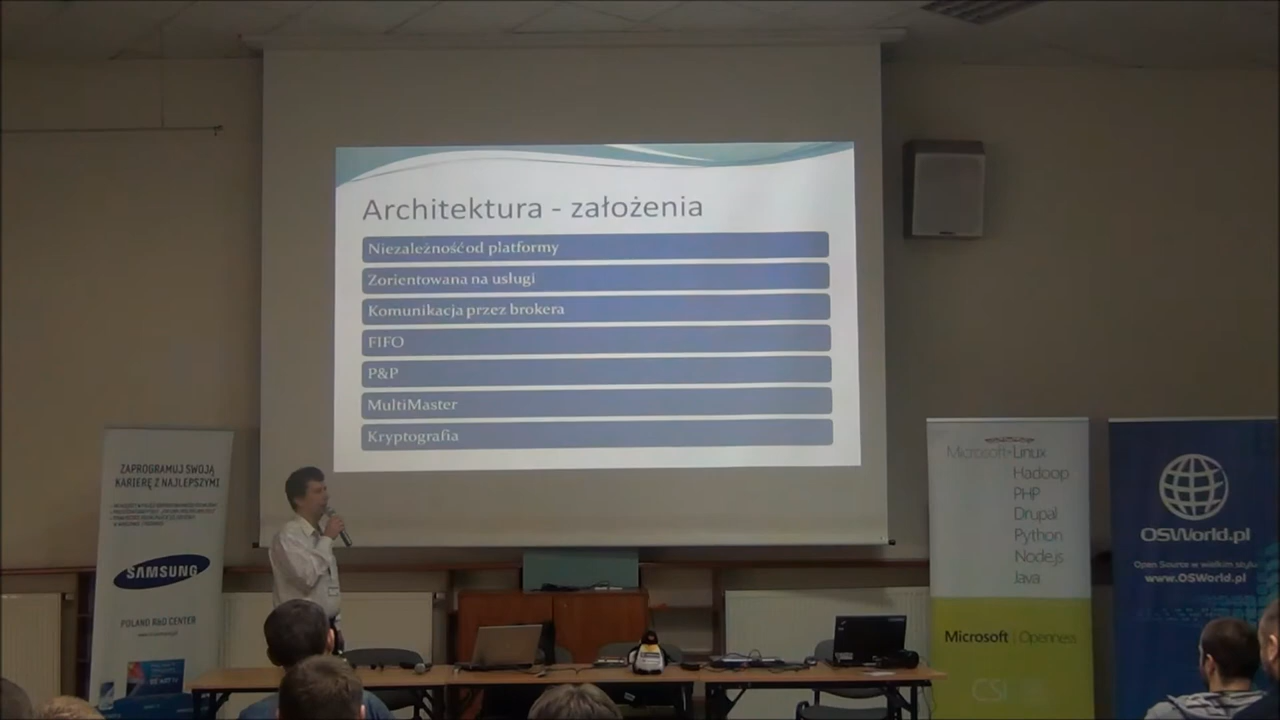 Architektura - założenia
Niezależność od platformy
Zorientowana na usługi
Komunikacja przez brokera
FIFO
P&P
MultiMaster
Kryptografia
ZAPROGRAMUJ SWOJĄ
KARIERĘ Z NAJLEPSZYMI
SAMSUNG
POLAND R&D CENTER
Microsoft+Linux
Hadoop
PHP
Drupal
Python
Node.js
Java
Microsoft | Openness
CSI
OSWorld.pl
Open Source w wielkim stylu
www.OSWorld.pl